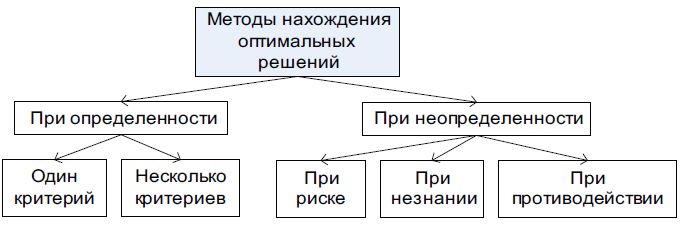 Методы нахождения
оптимальных
решений
При определенности
При неопределенности
Один
критерий
Несколько
критериев
При
риске
При
незнании
При
противодействии